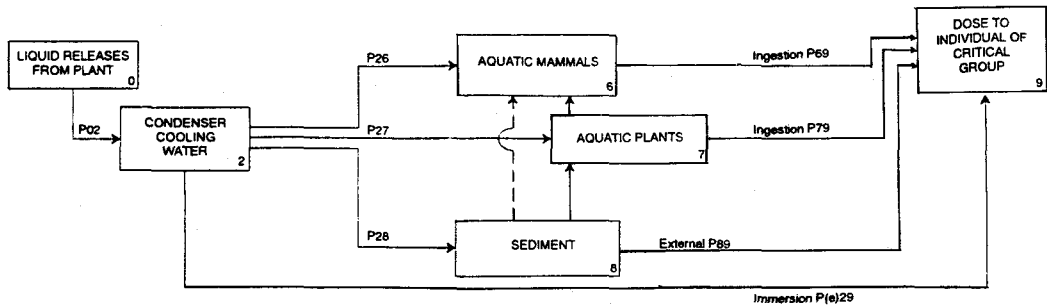 LIQUID RELEASES
FROM PLANT
0
P02
CONDENSER
COOLING
WATER
2
P26
P27
P28
AQUATIC MAMMALS
6
AQUATIC PLANTS
7
SEDIMENT
8
Ingestion P69
Ingestion P79
External P89
Immersion P(e)29
DOSE TO
INDIVIDUAL OF
CRITICAL
GROUP
9